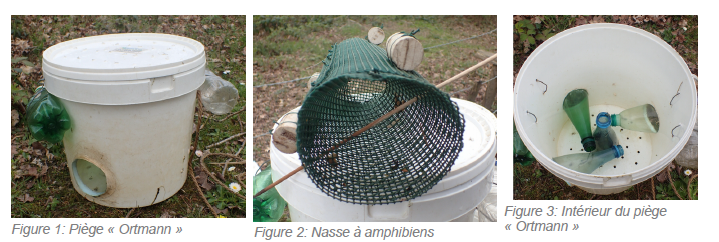 Figure 1: Piège « Ortmann »
Figure 2: Nasse à amphibiens
Figure 3: Intérieur du piège
« Ortmann »